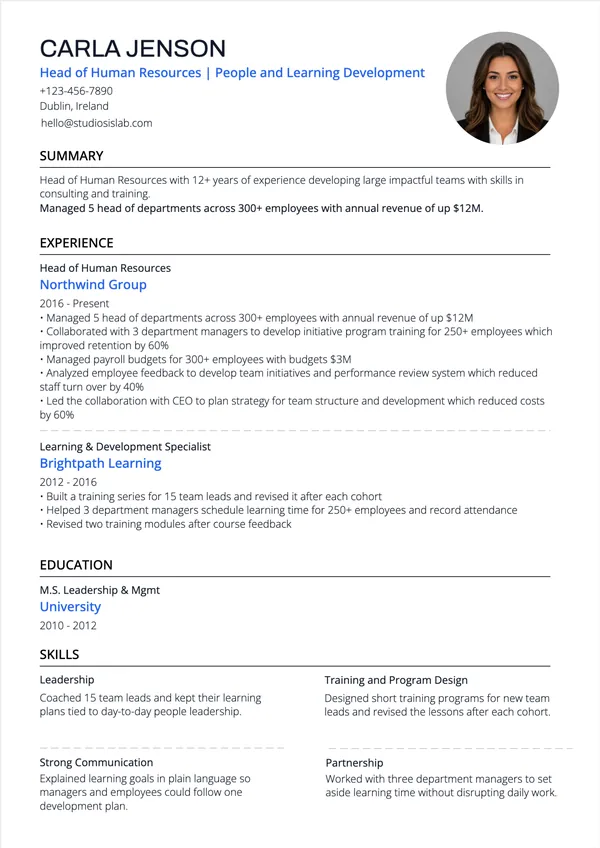 CARLA JENSON
Head of Human Resources | People and Learning Development
+123-456-7890
Dublin, Ireland
hello@studiosislab.com
SUMMARY
Head of Human Resources with 12+ years of experience developing large impactful teams with skills in
consulting and training.
Managed 5 head of departments across 300+ employees with annual revenue of up $12M.
EXPERIENCE
Head of Human Resources
Northwind Group
2016 - Present
• Managed 5 head of departments across 300+ employees with annual revenue of up $12M
• Collaborated with 3 department managers to develop initiative program training for 250+ employees which
improved retention by 60%
• Managed payroll budgets for 300+ employees with budgets $3M
• Analyzed employee feedback to develop team initiatives and performance review system which reduced
staff turn over by 40%
• Led the collaboration with CEO to plan strategy for team structure and development which reduced costs
by 60%
Learning & Development Specialist
Brightpath Learning
2012 - 2016
• Built a training series for 15 team leads and revised it after each cohort
• Helped 3 department managers schedule learning time for 250+ employees and record attendance
• Revised two training modules after course feedback
EDUCATION
M.S. Leadership & Mgmt
University
2010 - 2012
SKILLS
Leadership
Coached 15 team leads and kept their learning
plans tied to day-to-day people leadership.
Training and Program Design
Designed short training programs for new team
leads and revised the lessons after each cohort.
Strong Communication
Explained learning goals in plain language so
managers and employees could follow one
development plan.
Partnership
Worked with three department managers to set
aside learning time without disrupting daily work.